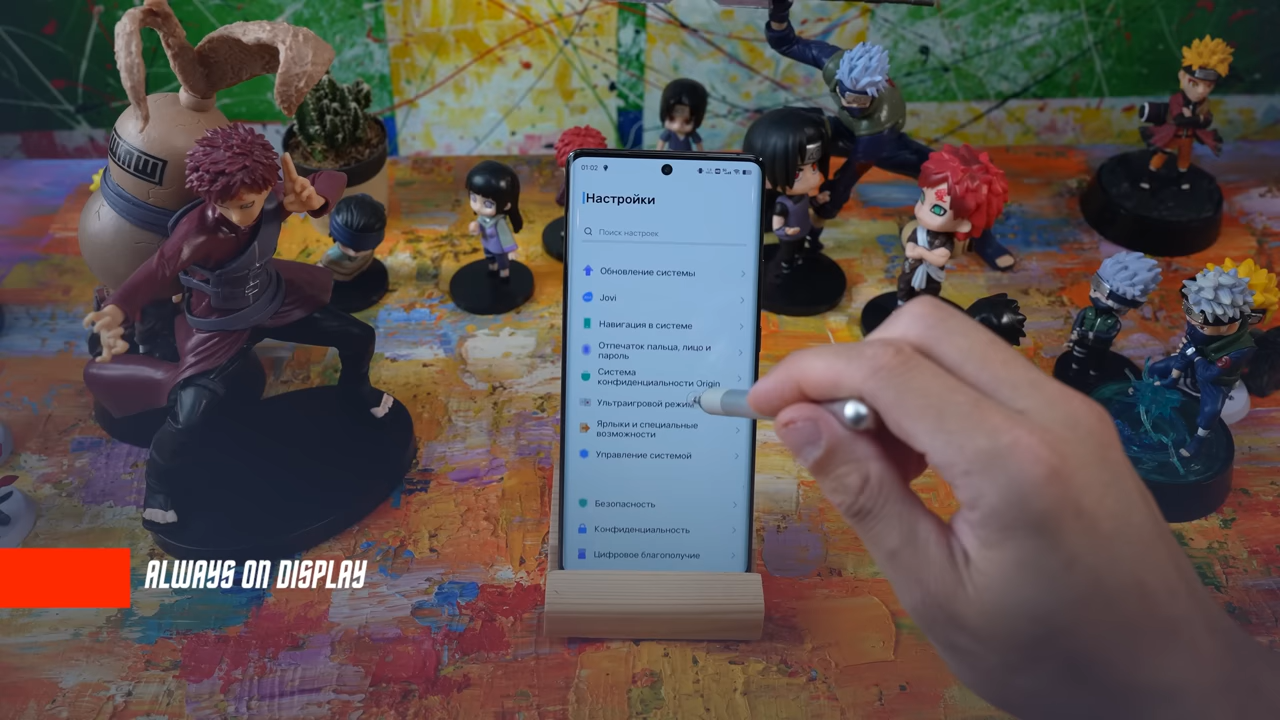 01:02
Настройки
Поиск настроек
Обновление системы
Jovi
Навигация в системе
Отпечаток пальца, лицо и
пароль
Система
конфиденциальности Origin
Ультраигровой режим
Ярлыки и специальные
возможности
Управление системой
Безопасность
Конфиденциальность
Цифровое благополучие
ALWAYS ON DISPLAY